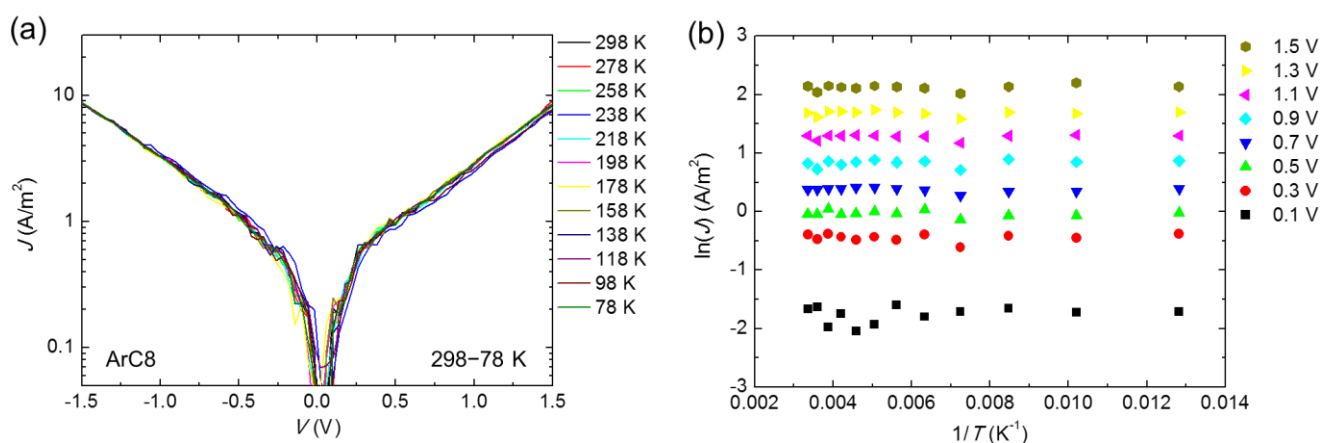 (a)
10
1
0.1
J (A/m²)
-1.5 -1.0 -0.5 0.0 0.5 1.0 1.5
V (V)
ArC8
298−78 K
298 K
278 K
258 K
238 K
218 K
198 K
178 K
158 K
138 K
118 K
98 K
78 K
(b)
3
2
1
0
-1
-2
-3
ln(J) (A/m²)
0.002 0.004 0.006 0.008 0.010 0.012 0.014
1/T (K⁻¹)
1.5 V
1.3 V
1.1 V
0.9 V
0.7 V
0.5 V
0.3 V
0.1 V